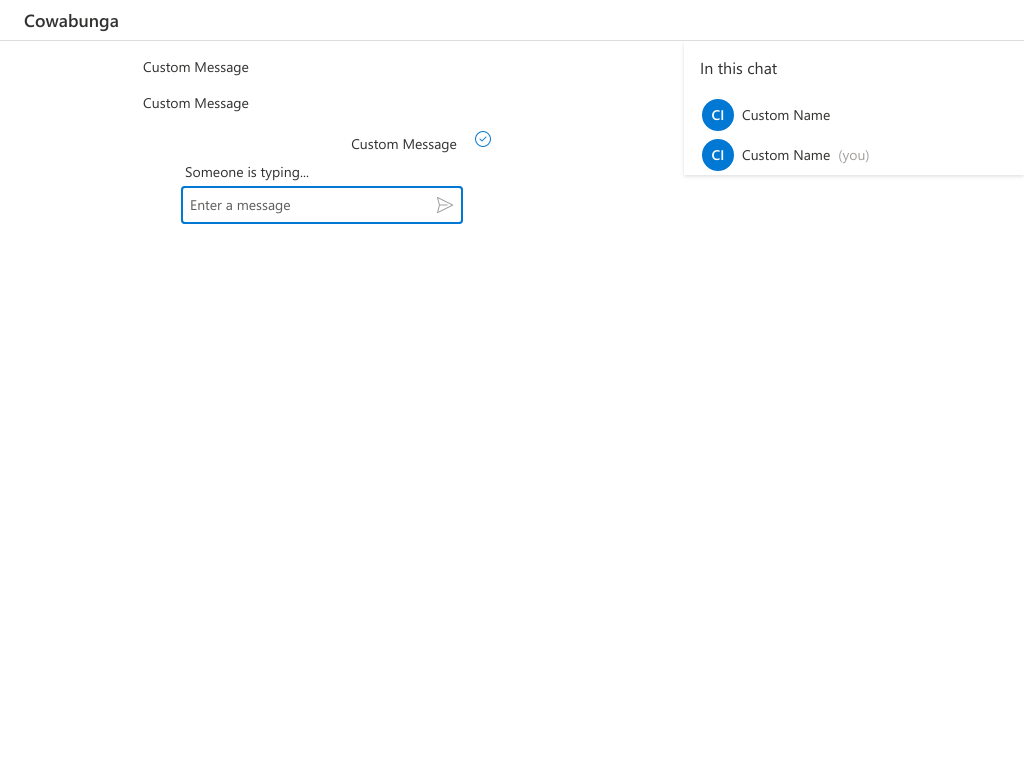 Cowabunga
Custom Message
Custom Message
Custom Message
Someone is typing...
Enter a message
In this chat
CI Custom Name
CI Custom Name (you)